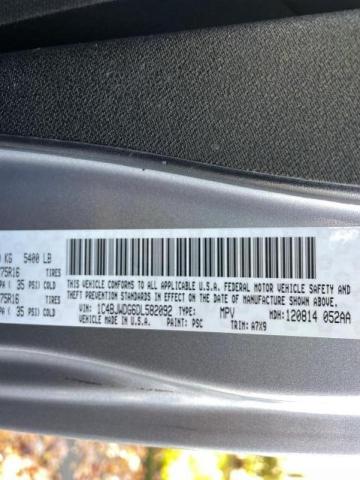 KG 5400 LB
75R16 TIRES
PA ( 35 PSI) COLD
75R16 TIRES
PA ( 35 PSI) COLD
THIS VEHICLE CONFORMS TO ALL APPLICABLE U.S.A. FEDERAL MOTOR VEHICLE SAFETY AND
THEFT PREVENTION STANDARDS IN EFFECT ON THE DATE OF MANUFACTURE SHOWN ABOVE.
VIN: 1C4BJWDG6DL582092 TYPE: MPV MDH:120814 052AA
VEHICLE MADE IN U.S.A. PAINT: PSC TRIM: A7X9